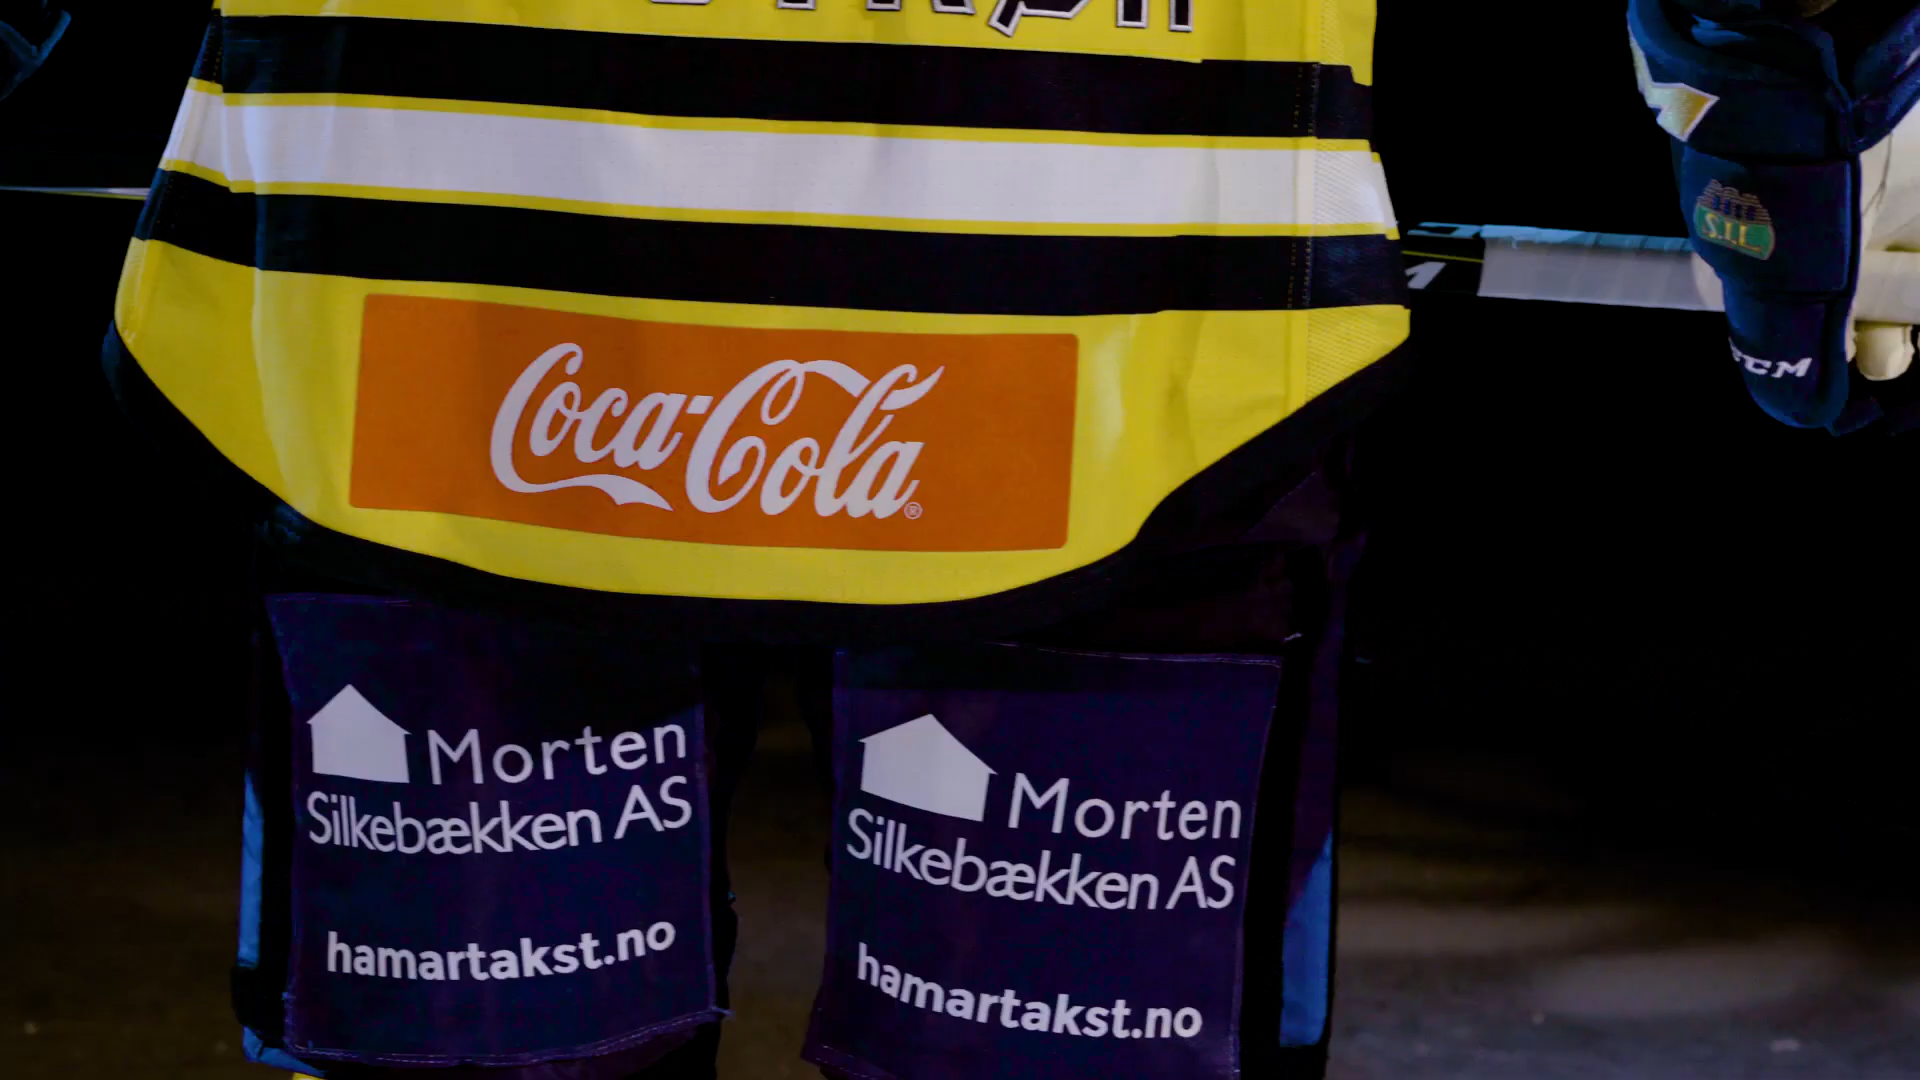 Coca-Cola
®
S.I.L.
CCM
Morten
Silkebækken AS
hamartakst.no
Morten
Silkebækken AS
hamartakst.no